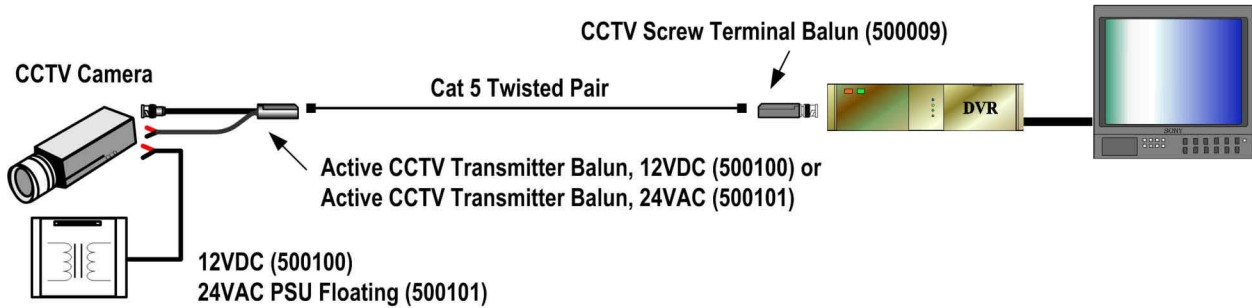 CCTV Screw Terminal Balun (500009)
CCTV Camera
Cat 5 Twisted Pair
DVR
SONY
Active CCTV Transmitter Balun, 12VDC (500100) or
Active CCTV Transmitter Balun, 24VAC (500101)
12VDC (500100)
24VAC PSU Floating (500101)